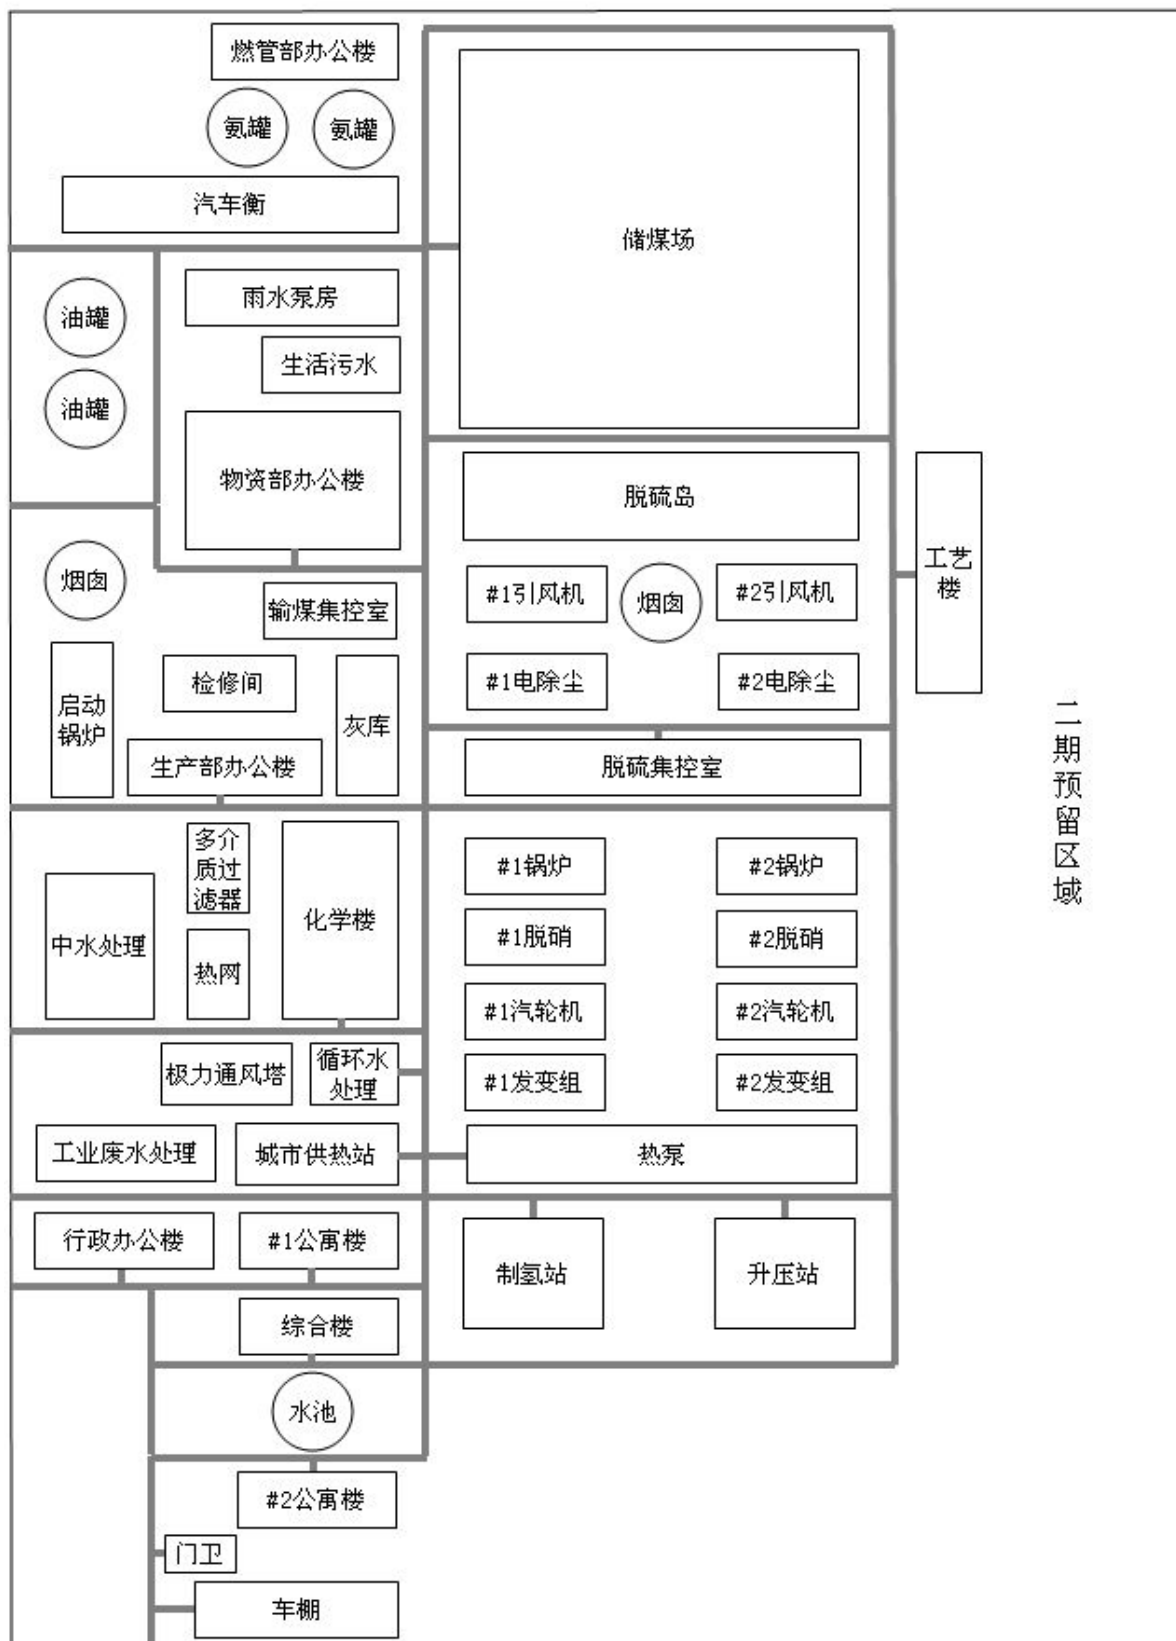 燃管部办公楼
氨罐
氨罐
汽车衡
储煤场
雨水泵房
油罐
生活污水
油罐
物资部办公楼
脱硫岛
工艺
楼
烟囱
#1引风机
烟囱
#2引风机
输煤集控室
检修间
#1电除尘
#2电除尘
启动
锅炉
灰库
生产部办公楼
脱硫集控室
二期预留区域
多介
质过
滤器
#1锅炉
#2锅炉
中水处理
化学楼
#1脱硝
#2脱硝
热网
#1汽轮机
#2汽轮机
极力通风塔
循环水
处理
#1发变组
#2发变组
工业废水处理
城市供热站
热泵
行政办公楼
#1公寓楼
制氢站
升压站
综合楼
水池
#2公寓楼
门卫
车棚